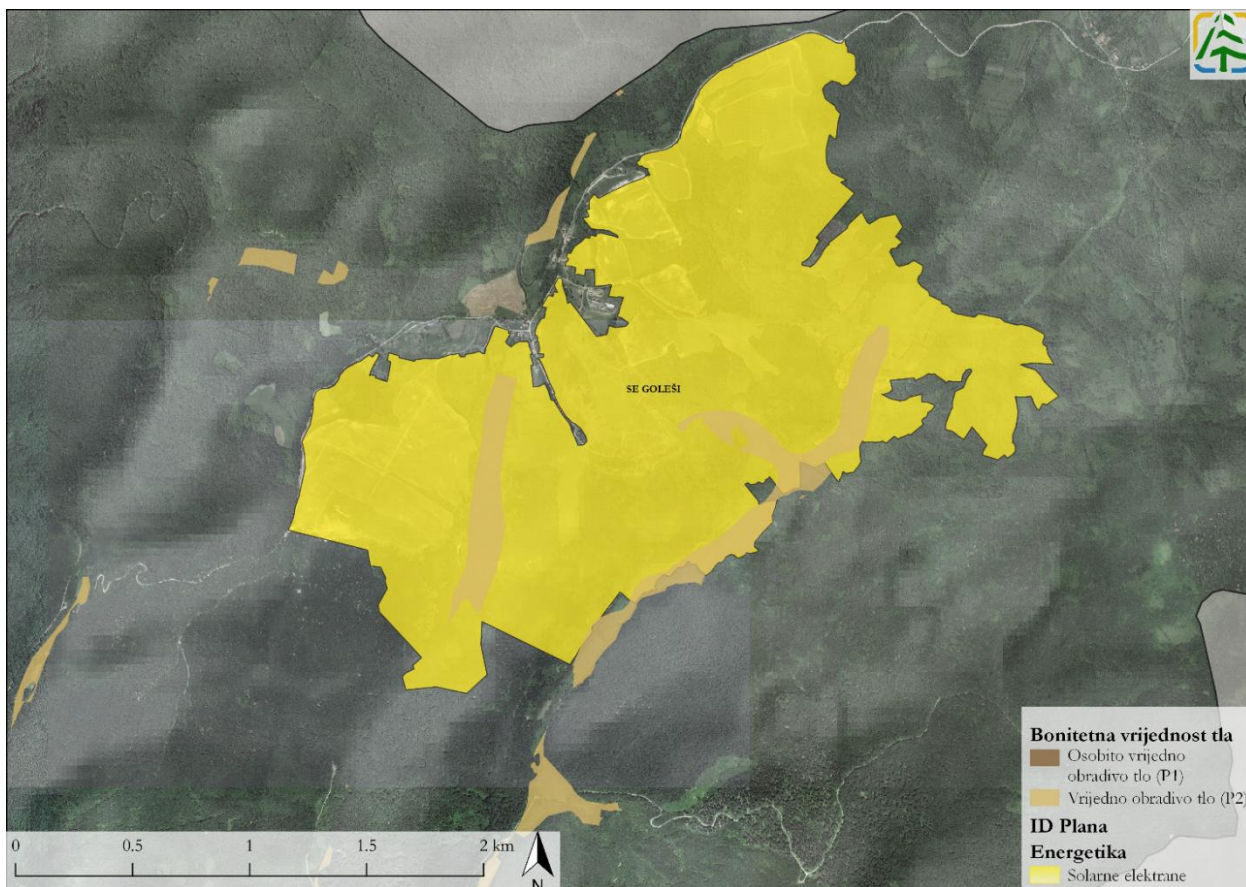 SE GOLEŠI
Bonitetna vrijednost tla
Osobito vrijedno
obradivo tlo (P1)
Vrijedno obradivo tlo (P2)
ID Plana
Energetika
Solarne elektrane
0 0.5 1 1.5 2 km
N